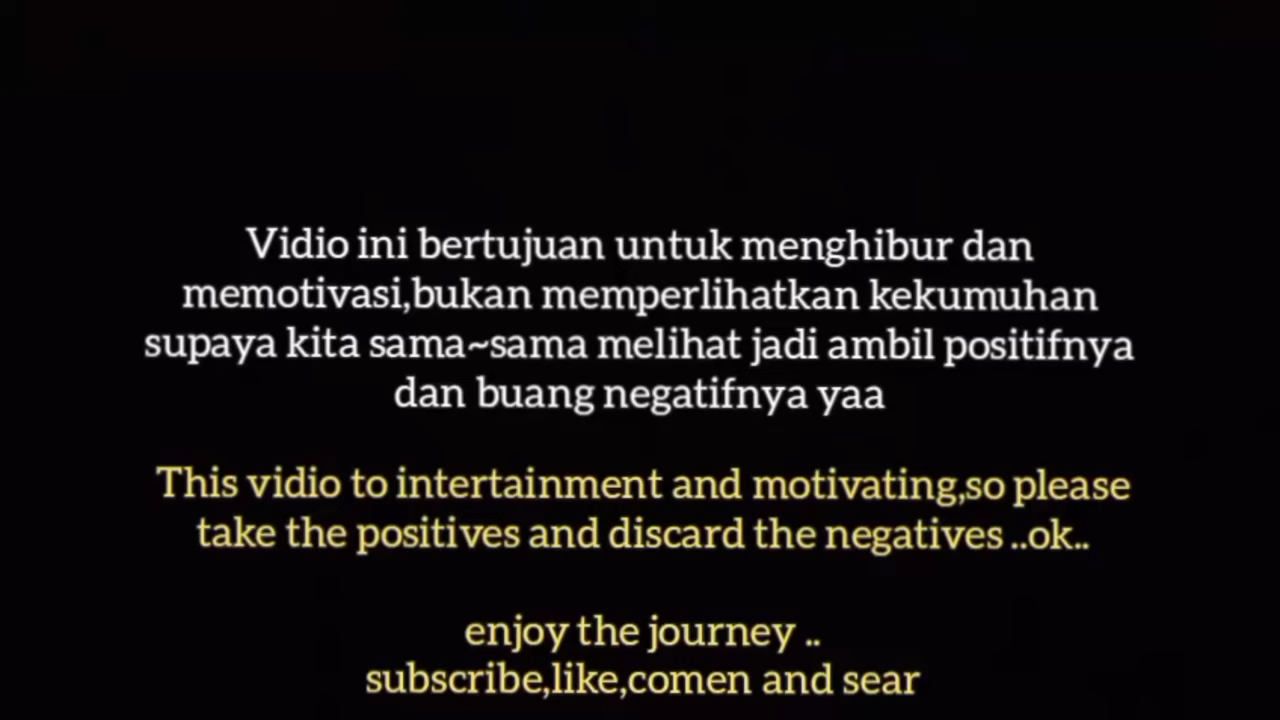 Vidio ini bertujuan untuk menghibur dan
memotivasi,bukan memperlihatkan kekumuhan
supaya kita sama~sama melihat jadi ambil positifnya
dan buang negatifnya yaa
This vidio to intertainment and motivating,so please
take the positives and discard the negatives ..ok..
enjoy the journey ..
subscribe,like,comen and sear